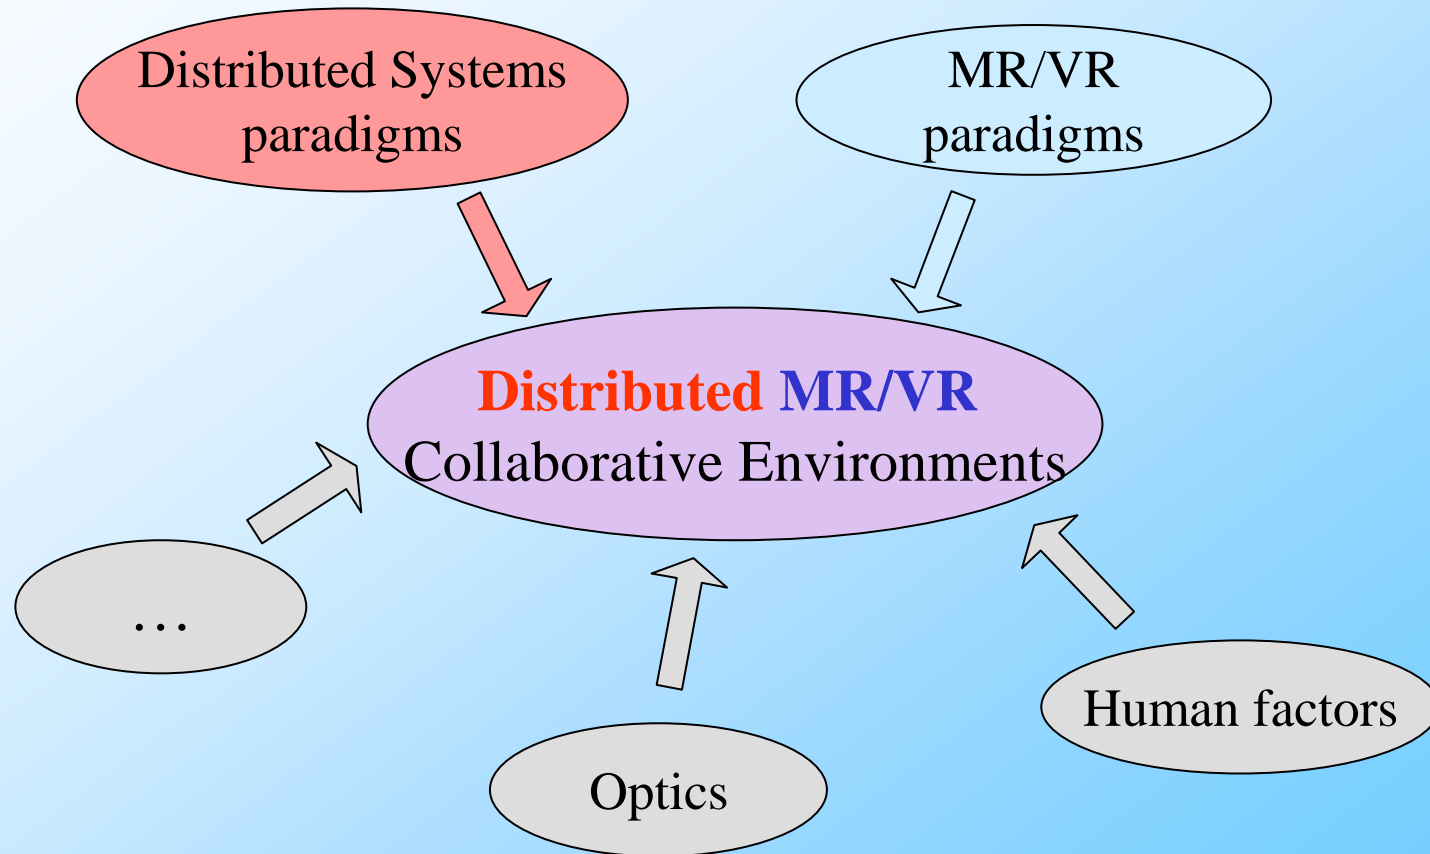 Distributed Systems
paradigms
MR/VR
paradigms
Distributed MR/VR
Collaborative Environments
…
Human factors
Optics